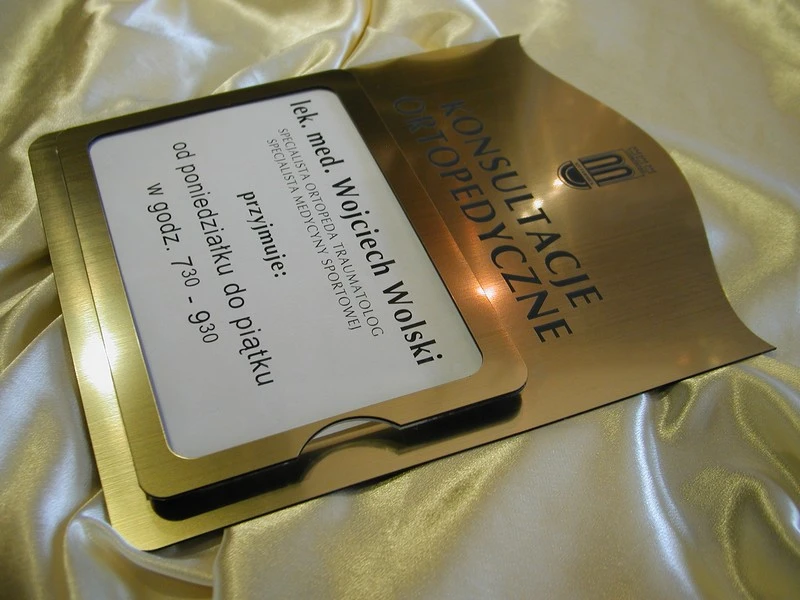 KONSULTACJE
ORTOPEDYCZNE
lek. med. Wojciech Wolski
SPECJALISTA ORTOPEDA TRAUMATOLOG
SPECJALISTA MEDYCYNY SPORTOWEJ
przyjmuje:
od poniedziałku do piątku
w godz. 7³⁰ - 9³⁰